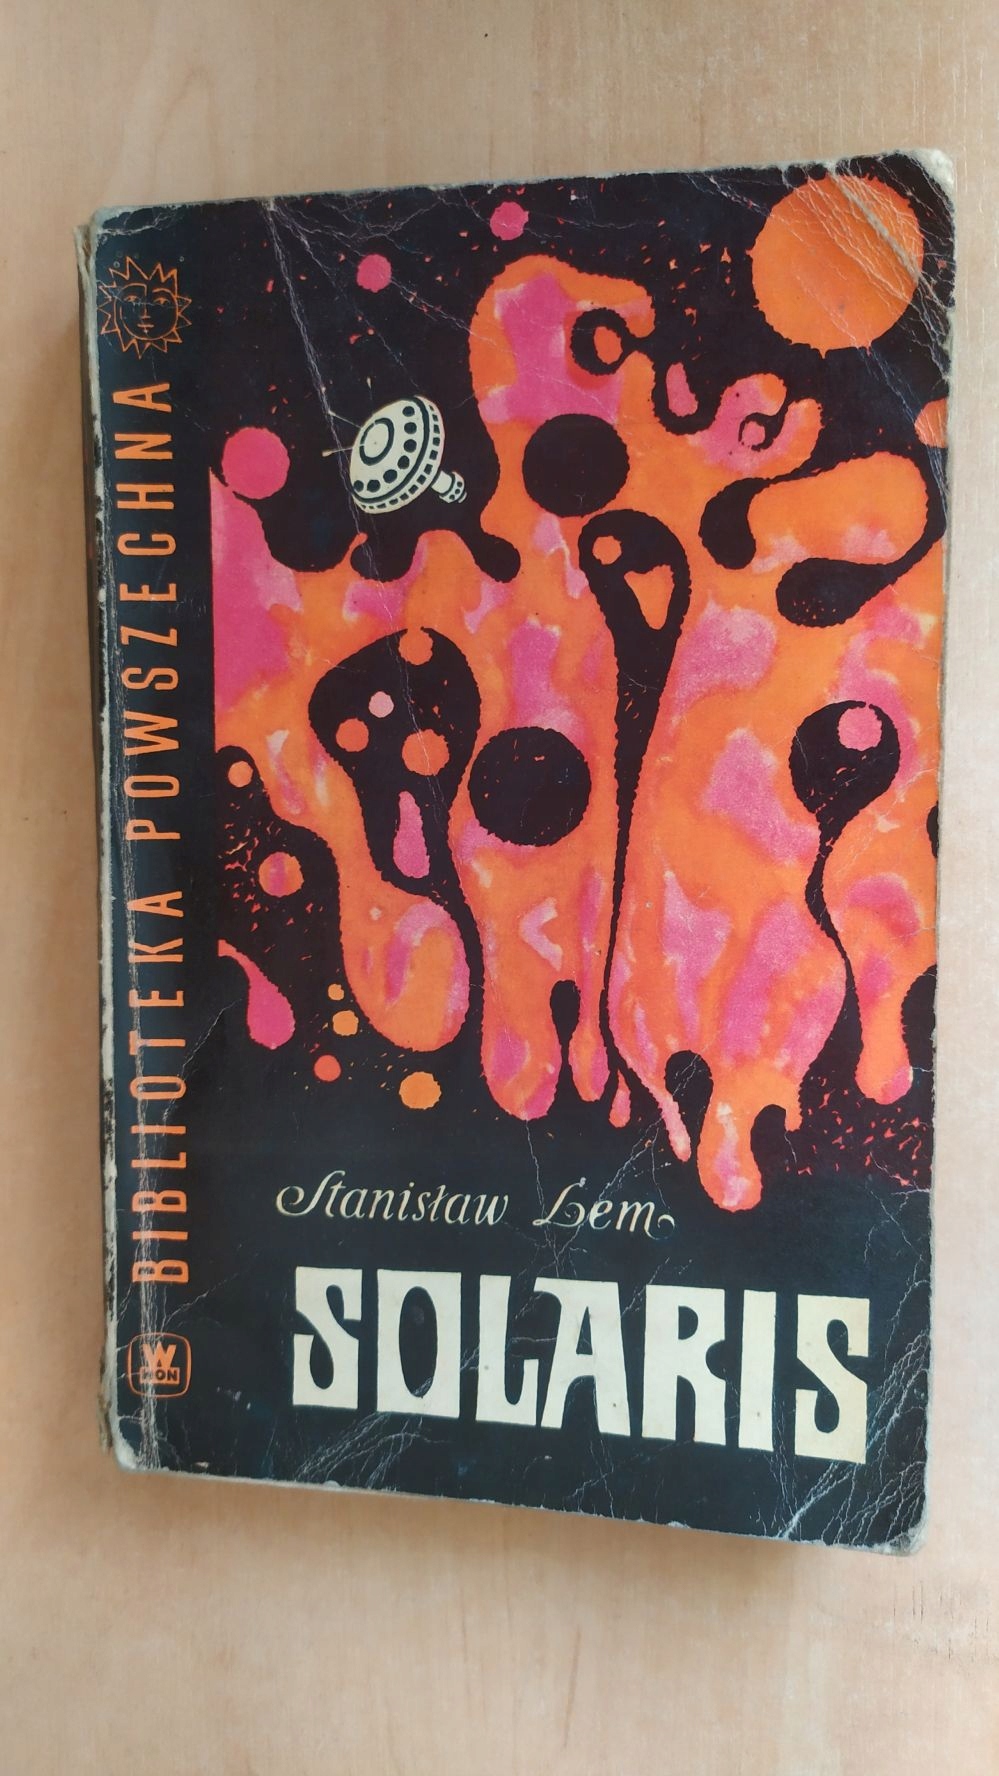 BIBLIOTEKA POWSZECHNA
Stanisław Lem
SOLARIS
W
MON